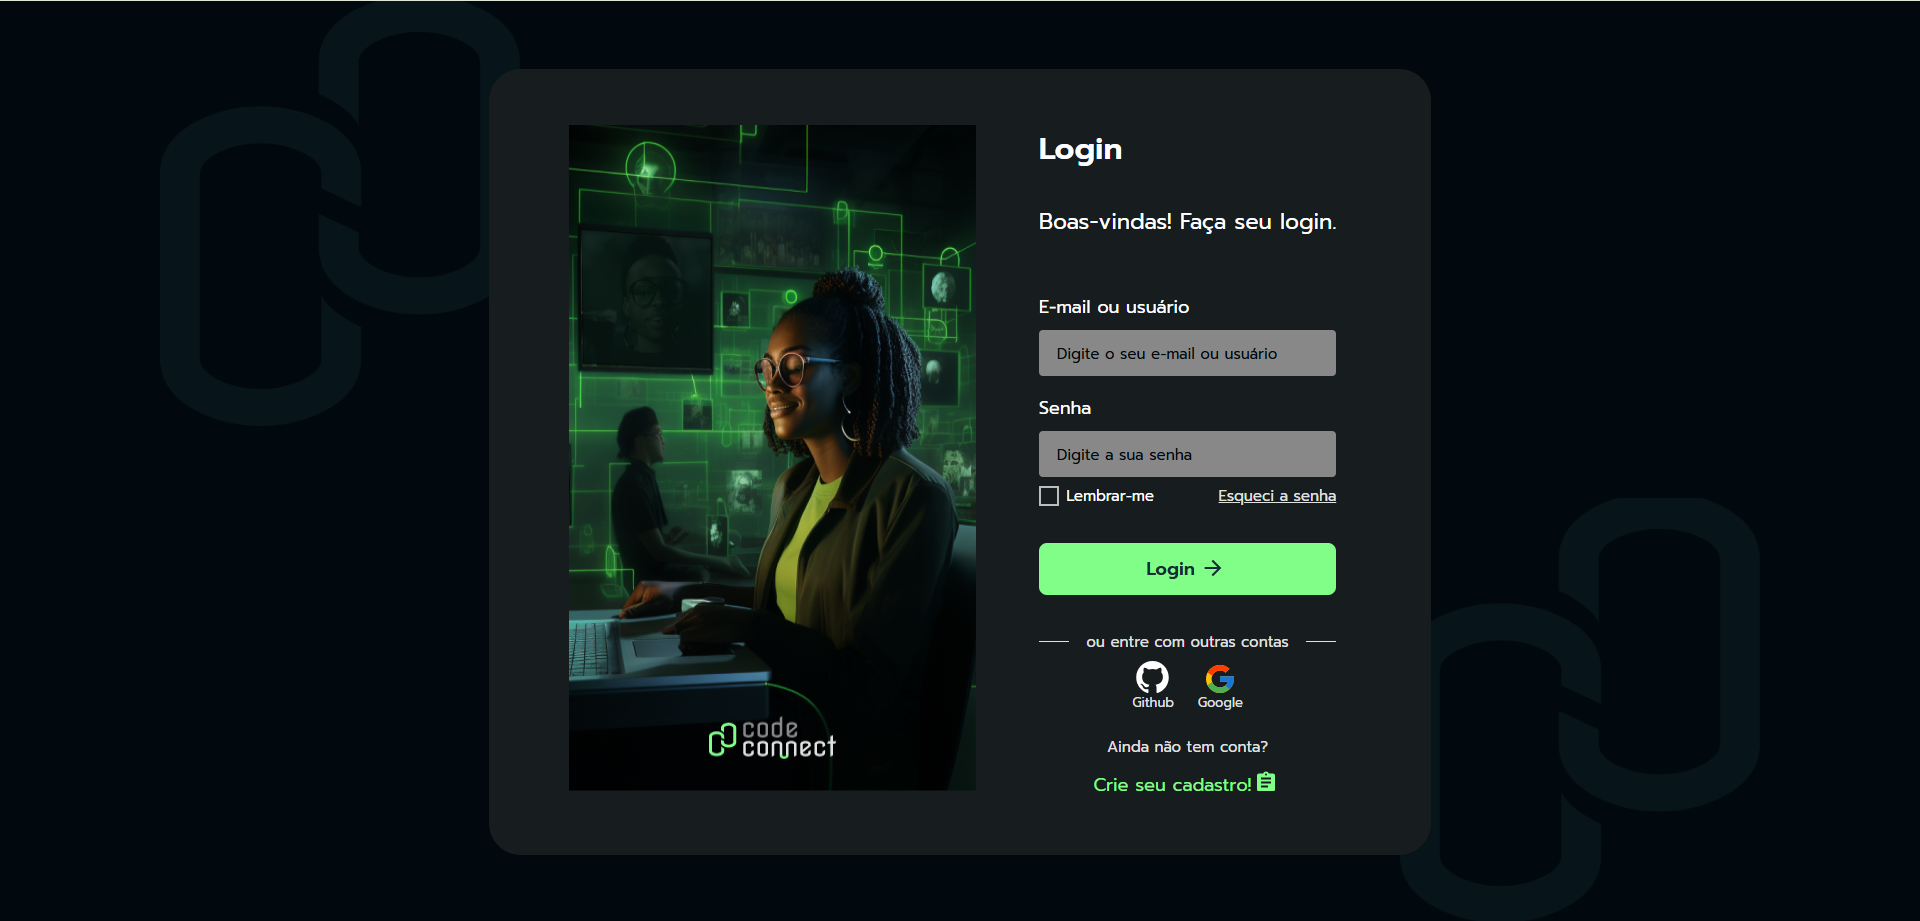 code
connect
Login
Boas-vindas! Faça seu login.
E-mail ou usuário
Digite o seu e-mail ou usuário
Senha
Digite a sua senha
Lembrar-me Esqueci a senha
Login →
ou entre com outras contas
Github Google
Ainda não tem conta?
Crie seu cadastro!